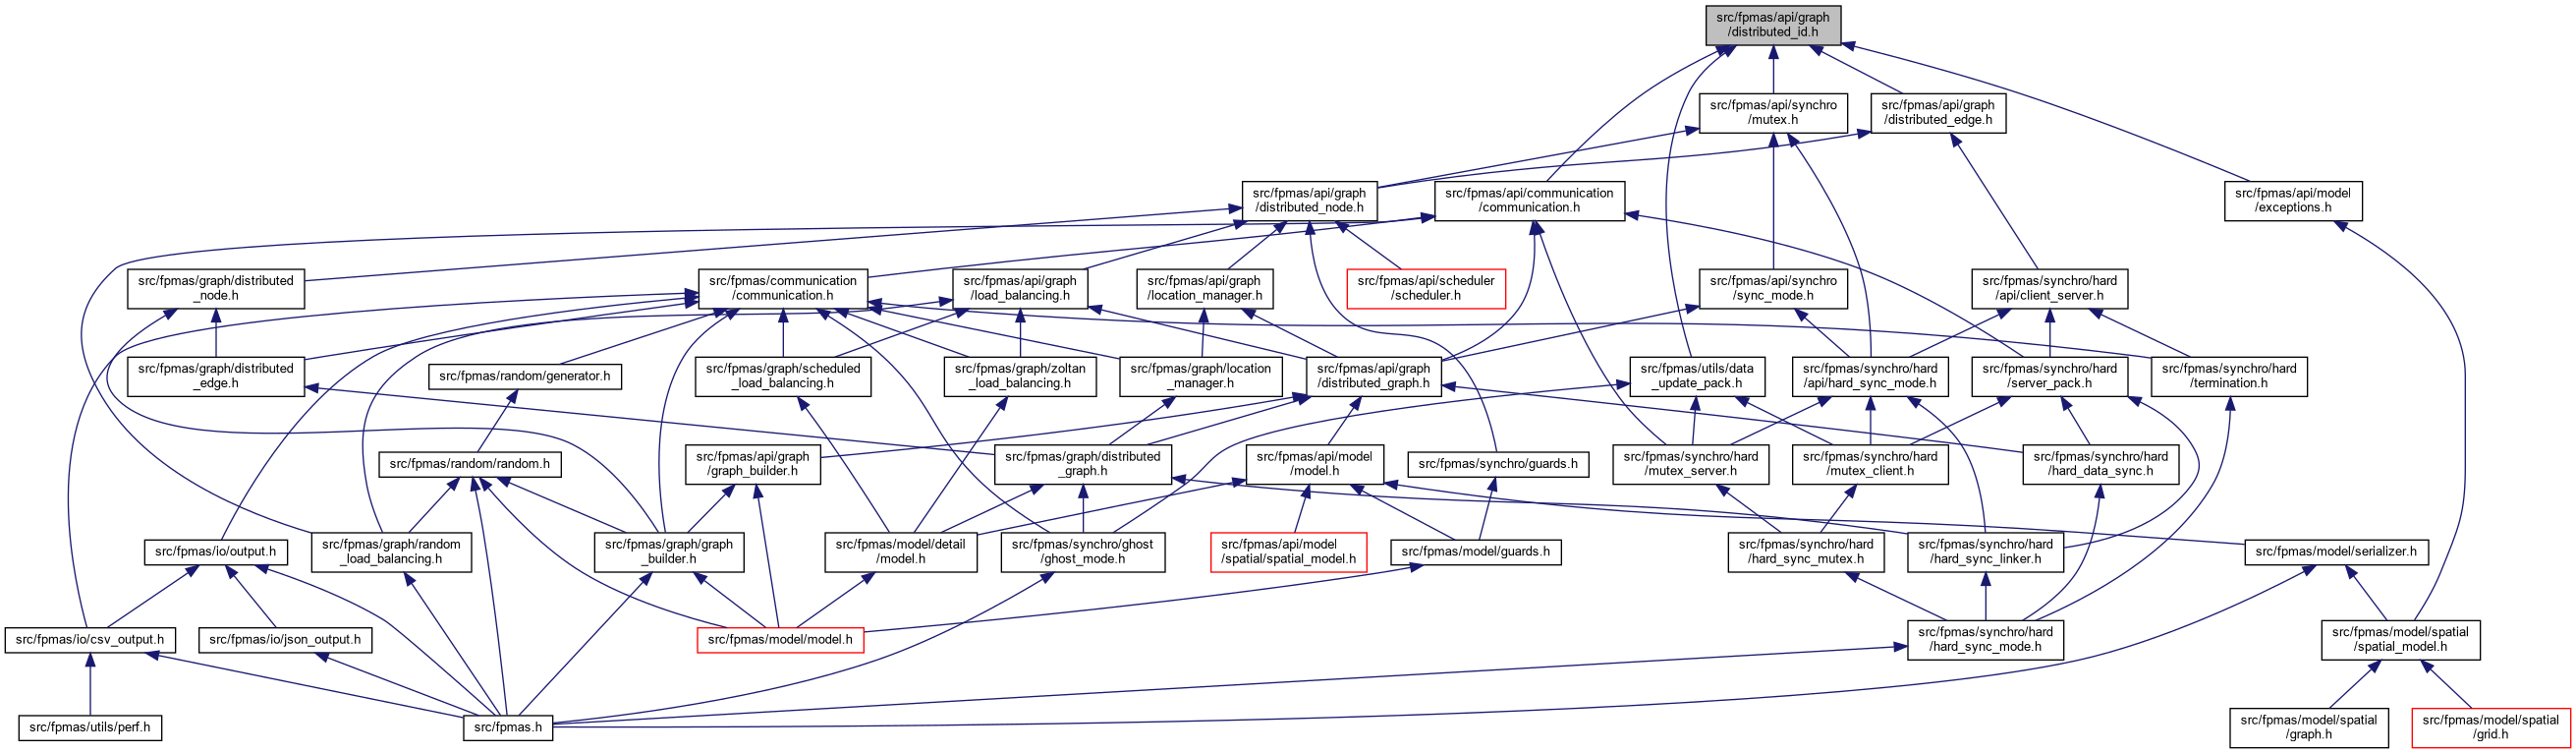 src/fpmas/api/graph
/distributed_id.h
src/fpmas/api/synchro
/mutex.h
src/fpmas/api/graph
/distributed_edge.h
src/fpmas/api/graph
/distributed_node.h
src/fpmas/api/communication
/communication.h
src/fpmas/api/model
/exceptions.h
src/fpmas/graph/distributed
_node.h
src/fpmas/communication
/communication.h
src/fpmas/api/graph
/load_balancing.h
src/fpmas/api/graph
/location_manager.h
src/fpmas/api/scheduler
/scheduler.h
src/fpmas/api/synchro
/sync_mode.h
src/fpmas/synchro/hard
/api/client_server.h
src/fpmas/graph/distributed
_edge.h
src/fpmas/random/generator.h
src/fpmas/graph/scheduled
_load_balancing.h
src/fpmas/graph/zoltan
_load_balancing.h
src/fpmas/graph/location
_manager.h
src/fpmas/api/graph
/distributed_graph.h
src/fpmas/utils/data
_update_pack.h
src/fpmas/synchro/hard
/api/hard_sync_mode.h
src/fpmas/synchro/hard
/server_pack.h
src/fpmas/synchro/hard
/termination.h
src/fpmas/random/random.h
src/fpmas/api/graph
/graph_builder.h
src/fpmas/graph/distributed
_graph.h
src/fpmas/api/model
/model.h
src/fpmas/synchro/guards.h
src/fpmas/synchro/hard
/mutex_server.h
src/fpmas/synchro/hard
/mutex_client.h
src/fpmas/synchro/hard
/hard_data_sync.h
src/fpmas/io/output.h
src/fpmas/graph/random
_load_balancing.h
src/fpmas/graph/graph
_builder.h
src/fpmas/model/detail
/model.h
src/fpmas/synchro/ghost
/ghost_mode.h
src/fpmas/api/model
/spatial/spatial_model.h
src/fpmas/model/guards.h
src/fpmas/synchro/hard
/hard_sync_mutex.h
src/fpmas/synchro/hard
/hard_sync_linker.h
src/fpmas/model/serializer.h
src/fpmas/io/csv_output.h
src/fpmas/io/json_output.h
src/fpmas/model/model.h
src/fpmas/synchro/hard
/hard_sync_mode.h
src/fpmas/model/spatial
/spatial_model.h
src/fpmas/utils/perf.h
src/fpmas.h
src/fpmas/model/spatial
/graph.h
src/fpmas/model/spatial
/grid.h